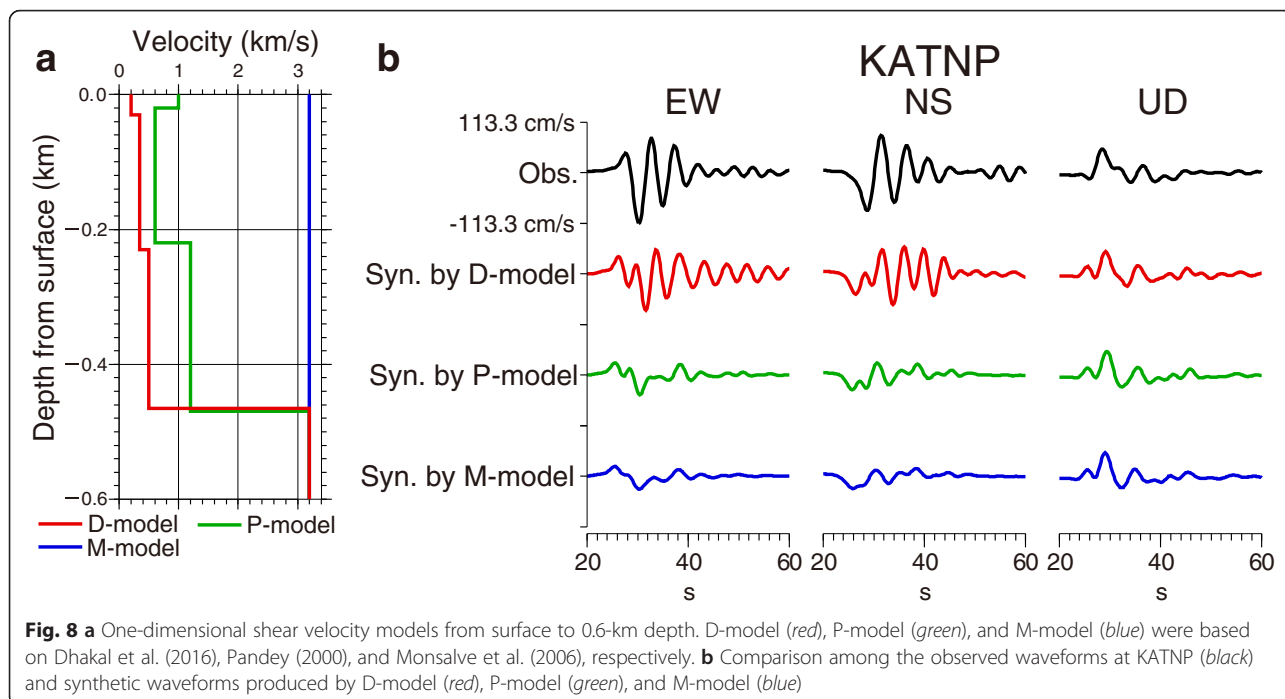 a
Velocity (km/s)
0 1 2 3
Depth from surface (km)
0.0
−0.2
−0.4
−0.6
D-model
P-model
M-model
b
KATNP
EW NS UD
113.3 cm/s
Obs.
-113.3 cm/s
Syn. by D-model
Syn. by P-model
Syn. by M-model
20 40 60 20 40 60 20 40 60
s s s
Fig. 8 a One-dimensional shear velocity models from surface to 0.6-km depth. D-model (red), P-model (green), and M-model (blue) were based
on Dhakal et al. (2016), Pandey (2000), and Monsalve et al. (2006), respectively. b Comparison among the observed waveforms at KATNP (black)
and synthetic waveforms produced by D-model (red), P-model (green), and M-model (blue)